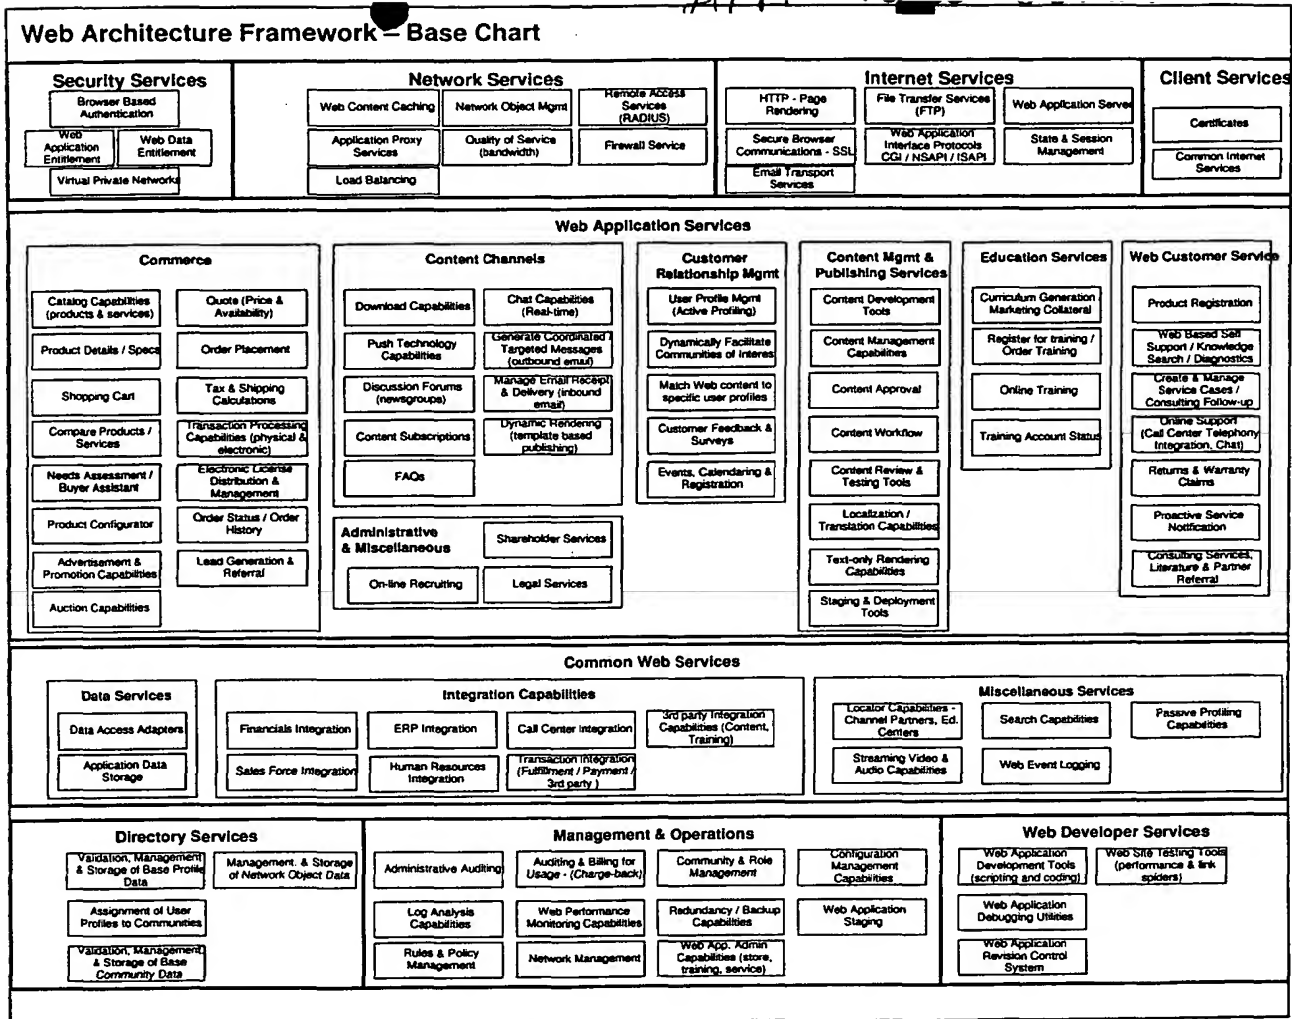 Web Architecture Framework – Base Chart
Security Services
Browser Based
Authentication
Web
Application
Entitlement
Web Data
Entitlement
Virtual Private Networks
Network Services
Web Content Caching
Network Object Mgmt
Remote Access
Services
(RADIUS)
Application Proxy
Services
Quality of Service
(bandwidth)
Firewall Service
Load Balancing
Internet Services
HTTP - Page
Rendering
File Transfer Services
(FTP)
Web Application Server
Secure Browser
Communications - SSL
Web Application
Interface Protocols
CGI / NSAPI / ISAPI
State & Session
Management
Email Transport
Services
Client Services
Certificates
Common Internet
Services
Web Application Services
Commerce
Catalog Capabilities
(products & services)
Quote (Price &
Availability)
Product Details / Specs
Order Placement
Shopping Cart
Tax & Shipping
Calculations
Compare Products /
Services
Transaction Processing
Capabilities (physical &
electronic)
Needs Assessment /
Buyer Assistant
Electronic License
Distribution &
Management
Product Configurator
Order Status / Order
History
Advertisement &
Promotion Capabilities
Lead Generation &
Referral
Auction Capabilities
Content Channels
Download Capabilities
Chat Capabilities
(Real-time)
Push Technology
Capabilities
Generate Coordinated /
Targeted Messages
(outbound email)
Discussion Forums
(newsgroups)
Manage Email Receipt
& Delivery (inbound
email)
Content Subscriptions
Dynamic Rendering
(template based
publishing)
FAQs
Administrative
& Miscellaneous
Shareholder Services
On-line Recruiting
Legal Services
Customer
Relationship Mgmt
User Profile Mgmt
(Active Profiling)
Dynamically Facilitate
Communities of Interes
Match Web content to
specific user profiles
Customer Feedback &
Surveys
Events, Calendaring &
Registration
Content Mgmt &
Publishing Services
Content Development
Tools
Content Management
Capabilities
Content Approval
Content Workflow
Content Review &
Testing Tools
Localization /
Translation Capabilities
Text-only Rendering
Capabilities
Staging & Deployment
Tools
Education Services
Curriculum Generation /
Marketing Collateral
Register for training /
Order Training
Online Training
Training Account Status
Web Customer Service
Product Registration
Web Based Self
Support / Knowledge
Search / Diagnostics
Create & Manage
Service Cases /
Consulting Follow-up
Online Support
(Call Center Telephony
Integration, Chat)
Returns & Warranty
Claims
Proactive Service
Notification
Consulting Services,
Literature & Partner
Referral
Common Web Services
Data Services
Data Access Adapters
Application Data
Storage
Integration Capabilities
Financials Integration
ERP Integration
Call Center Integration
3rd party Integration
Capabilities (Content,
Training)
Sales Force Integration
Human Resources
Integration
Transaction Integration
(Fulfillment / Payment /
3rd party )
Miscellaneous Services
Locator Capabilities -
Channel Partners, Ed.
Centers
Search Capabilities
Passive Profiling
Capabilities
Streaming Video &
Audio Capabilities
Web Event Logging
Directory Services
Validation, Management
& Storage of Base Profile
Data
Management. & Storage
of Network Object Data
Assignment of User
Profiles to Communities
Validation, Management,
& Storage of Base
Community Data
Management & Operations
Administrative Auditing
Auditing & Billing for
Usage - (Charge-back)
Community & Role
Management
Configuration
Management
Capabilities
Log Analysis
Capabilities
Web Performance
Monitoring Capabilities
Redundancy / Backup
Capabilities
Web Application
Staging
Rules & Policy
Management
Network Management
Web App. Admin
Capabilities (store,
training, service)
Web Developer Services
Web Application
Development Tools
(scripting and coding)
Web Site Testing Tools
(performance & link
spiders)
Web Application
Debugging Utilities
Web Application
Revision Control
System